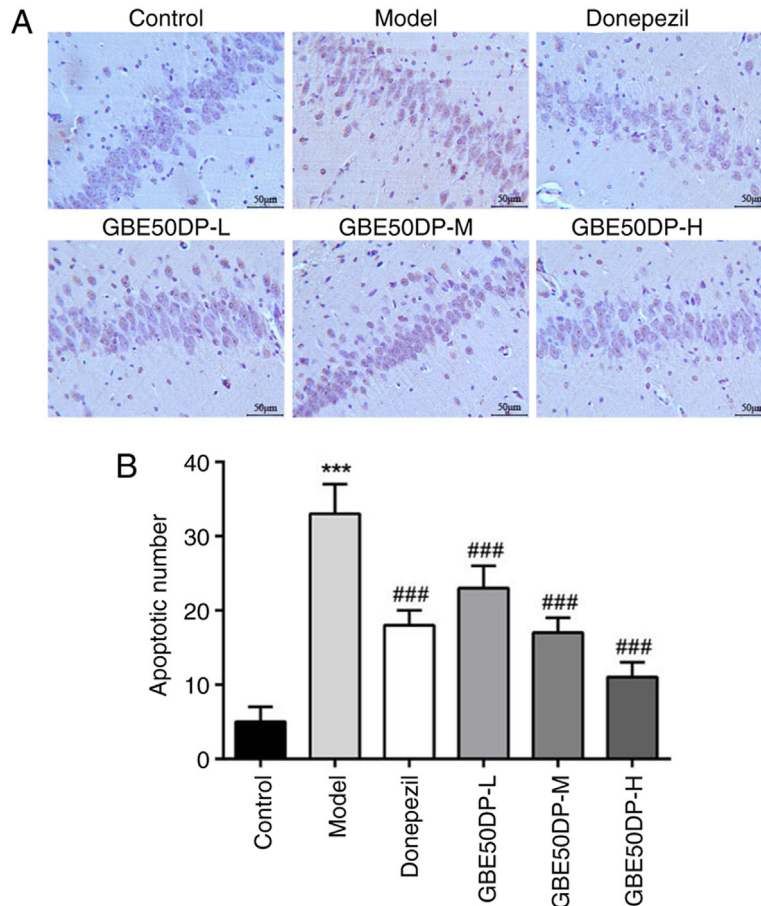 A
Control Model Donepezil
50μm 50μm 50μm
GBE50DP-L GBE50DP-M GBE50DP-H
50μm 50μm 50μm
B
Apoptotic number
40
30
20
10
0
***
###
###
###
###
Control
Model
Donepezil
GBE50DP-L
GBE50DP-M
GBE50DP-H